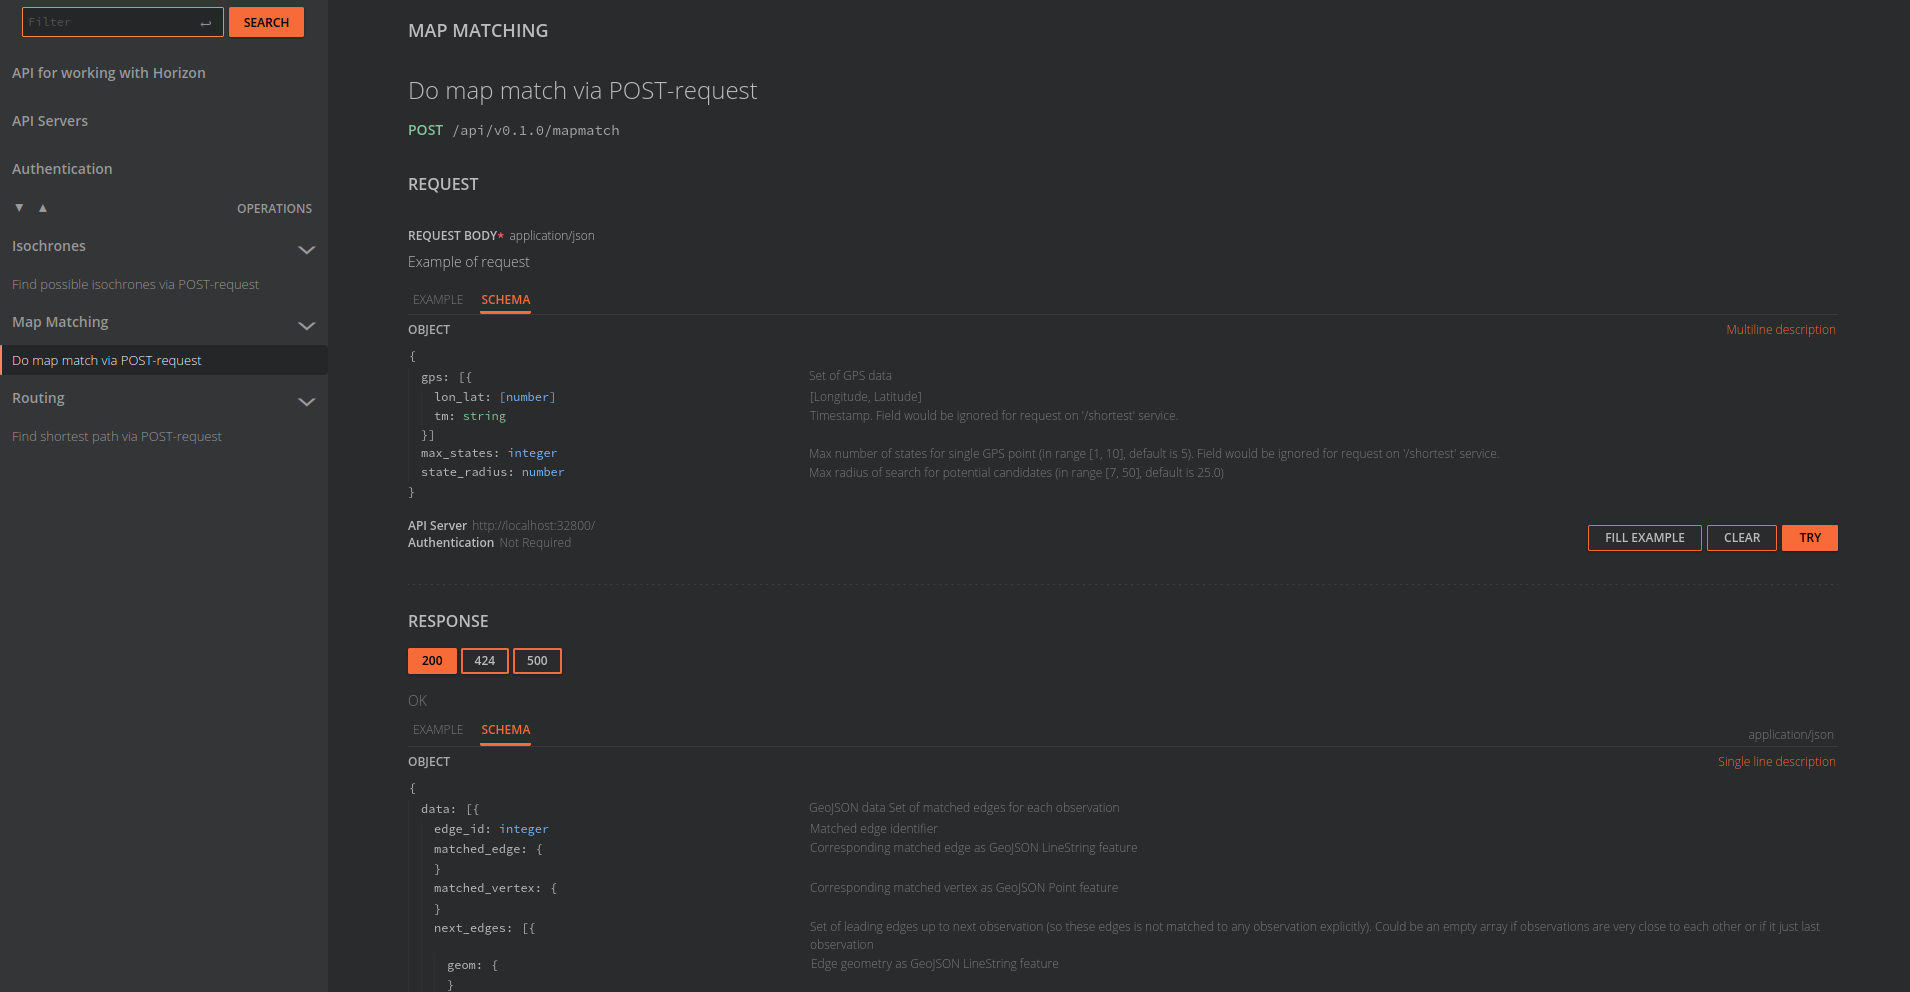 Filter
SEARCH
API for working with Horizon
API Servers
Authentication
▼ ▲ OPERATIONS
Isochrones
Find possible isochrones via POST-request
Map Matching
Do map match via POST-request
Routing
Find shortest path via POST-request
MAP MATCHING
Do map match via POST-request
POST /api/v0.1.0/mapmatch
REQUEST
REQUEST BODY* application/json
Example of request
EXAMPLE SCHEMA
OBJECT Multiline description
{
gps: [{ Set of GPS data
lon_lat: [number] [Longitude, Latitude]
tm: string Timestamp. Field would be ignored for request on '/shortest' service.
}]
max_states: integer Max number of states for single GPS point (in range [1, 10], default is 5). Field would be ignored for request on '/shortest' service.
state_radius: number Max radius of search for potential candidates (in range [7, 50], default is 25.0)
}
API Server http://localhost:32800/
Authentication Not Required
FILL EXAMPLE CLEAR TRY
RESPONSE
200 424 500
OK
EXAMPLE SCHEMA
application/json
OBJECT Single line description
{
data: [{ GeoJSON data Set of matched edges for each observation
edge_id: integer Matched edge identifier
matched_edge: { Corresponding matched edge as GeoJSON LineString feature
}
matched_vertex: { Corresponding matched vertex as GeoJSON Point feature
}
next_edges: [{ Set of leading edges up to next observation (so these edges is not matched to any observation explicitly). Could be an empty array if observations are very close to each other or if it just last
observation
geom: { Edge geometry as GeoJSON LineString feature
}